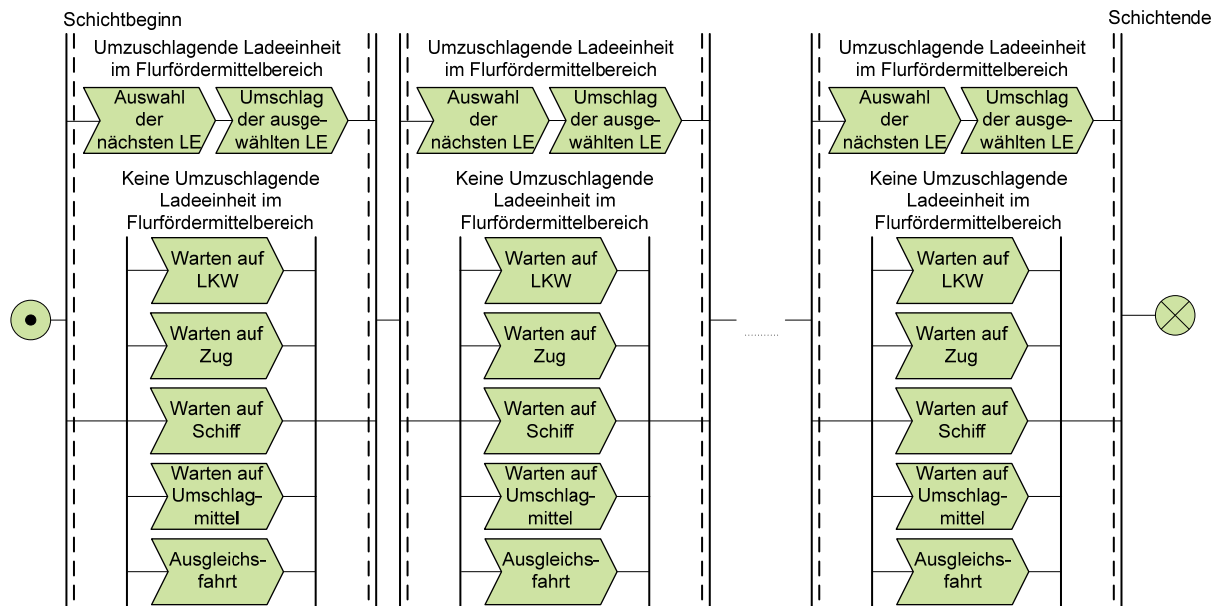 Schichtbeginn
Schichtende
Umzuschlagende Ladeeinheit
im Flurfördermittelbereich
Auswahl
der
nächsten LE
Umschlag
der ausge-
wählten LE
Keine Umzuschlagende
Ladeeinheit im
Flurfördermittelbereich
Warten auf
LKW
Warten auf
Zug
Warten auf
Schiff
Warten auf
Umschlag-
mittel
Ausgleichs-
fahrt
Umzuschlagende Ladeeinheit
im Flurfördermittelbereich
Auswahl
der
nächsten LE
Umschlag
der ausge-
wählten LE
Keine Umzuschlagende
Ladeeinheit im
Flurfördermittelbereich
Warten auf
LKW
Warten auf
Zug
Warten auf
Schiff
Warten auf
Umschlag-
mittel
Ausgleichs-
fahrt
Umzuschlagende Ladeeinheit
im Flurfördermittelbereich
Auswahl
der
nächsten LE
Umschlag
der ausge-
wählten LE
Keine Umzuschlagende
Ladeeinheit im
Flurfördermittelbereich
Warten auf
LKW
Warten auf
Zug
Warten auf
Schiff
Warten auf
Umschlag-
mittel
Ausgleichs-
fahrt